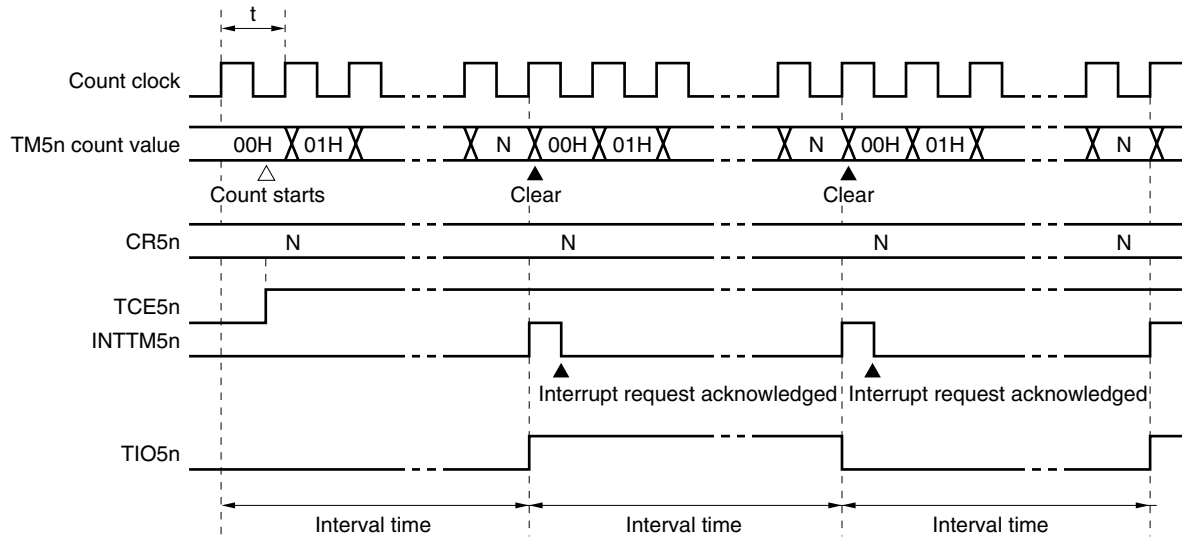 t
Count clock
TM5n count value 00H 01H N 00H 01H N 00H 01H N
Count starts Clear Clear
CR5n N N N N
TCE5n
INTTM5n
Interrupt request acknowledged Interrupt request acknowledged
TIO5n
Interval time Interval time Interval time